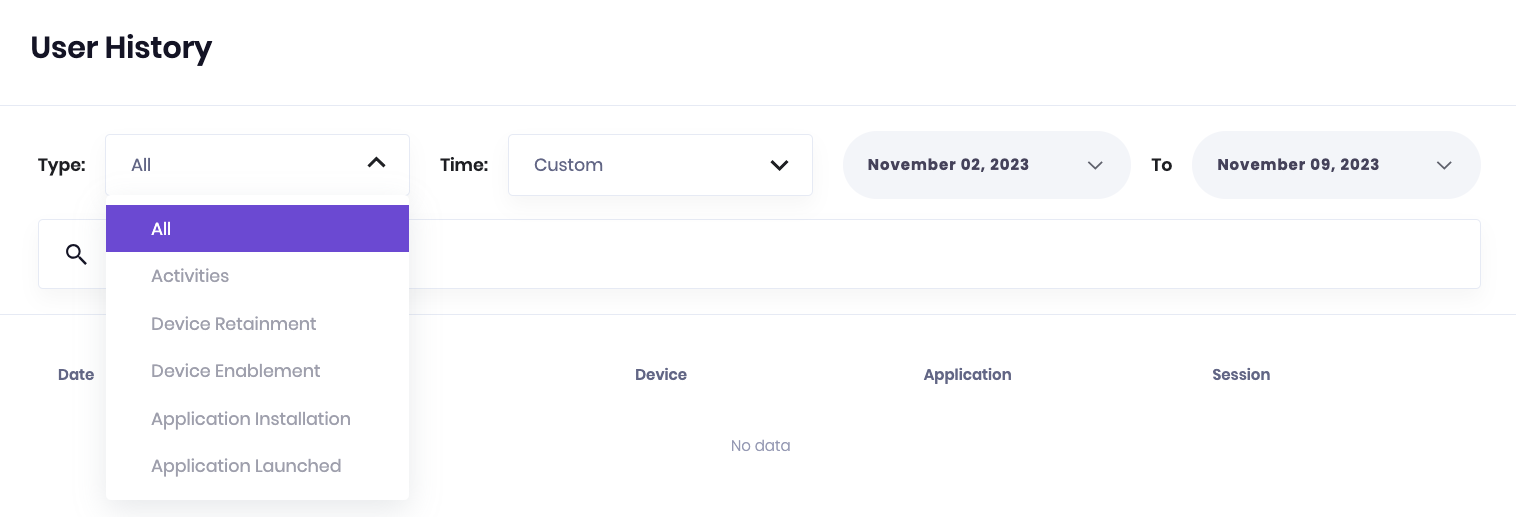 User History
Type: All Time: Custom November 02, 2023 To November 09, 2023
All
Activities
Device Retainment
Device Enablement
Application Installation
Application Launched
Date Device Application Session
No data